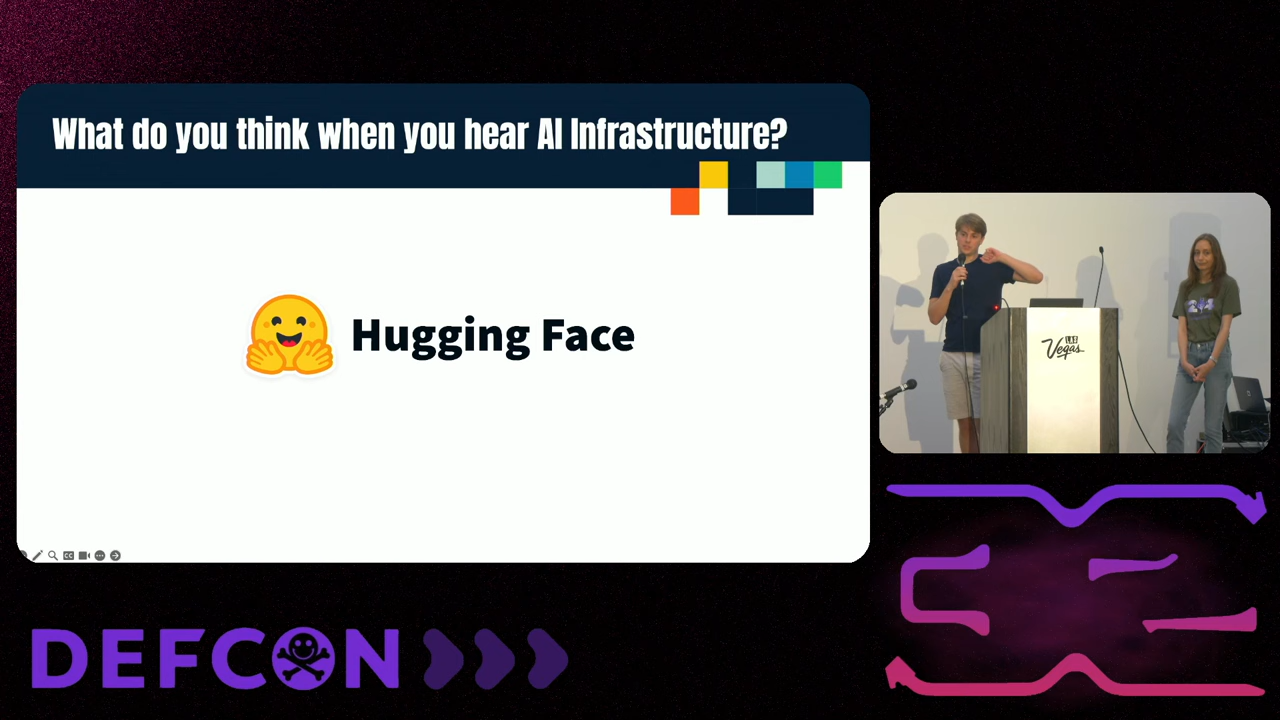 What do you think when you hear AI Infrastructure?
Hugging Face
LAS
Vegas
DEFCON